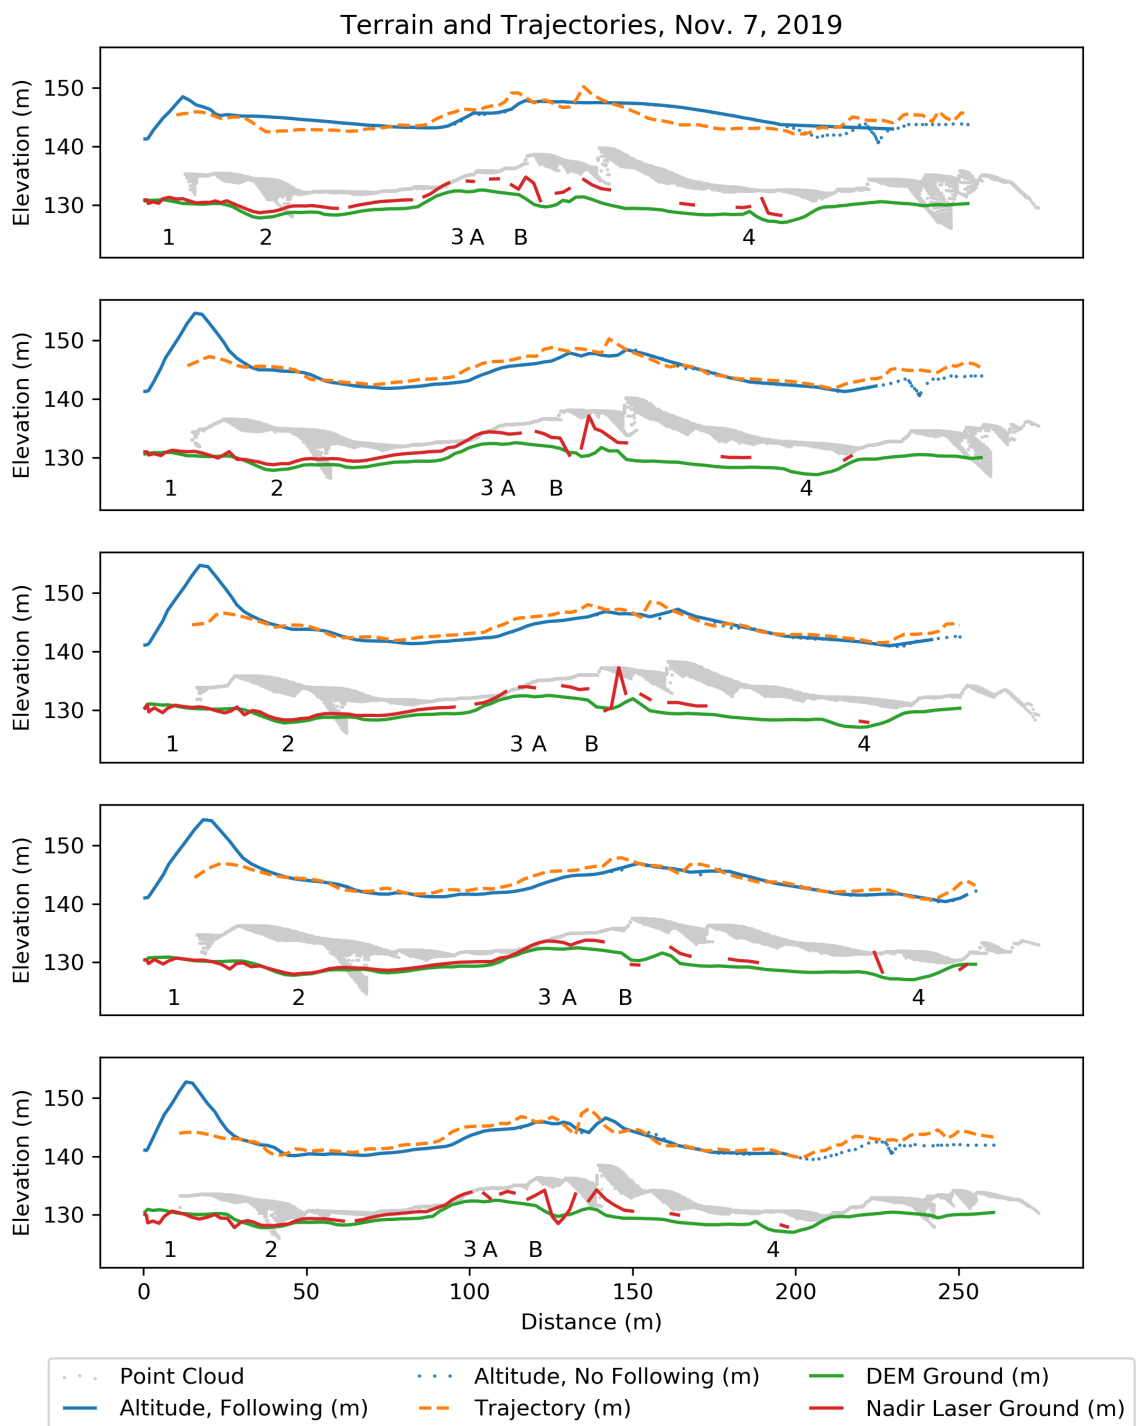 Terrain and Trajectories, Nov. 7, 2019
Elevation (m)
150
140
130
1 2 3 A B 4
Elevation (m)
150
140
130
1 2 3 A B 4
Elevation (m)
150
140
130
1 2 3 A B 4
Elevation (m)
150
140
130
1 2 3 A B 4
Elevation (m)
150
140
130
1 2 3 A B 4
0 50 100 150 200 250
Distance (m)
Point Cloud
Altitude, Following (m)
Altitude, No Following (m)
Trajectory (m)
DEM Ground (m)
Nadir Laser Ground (m)